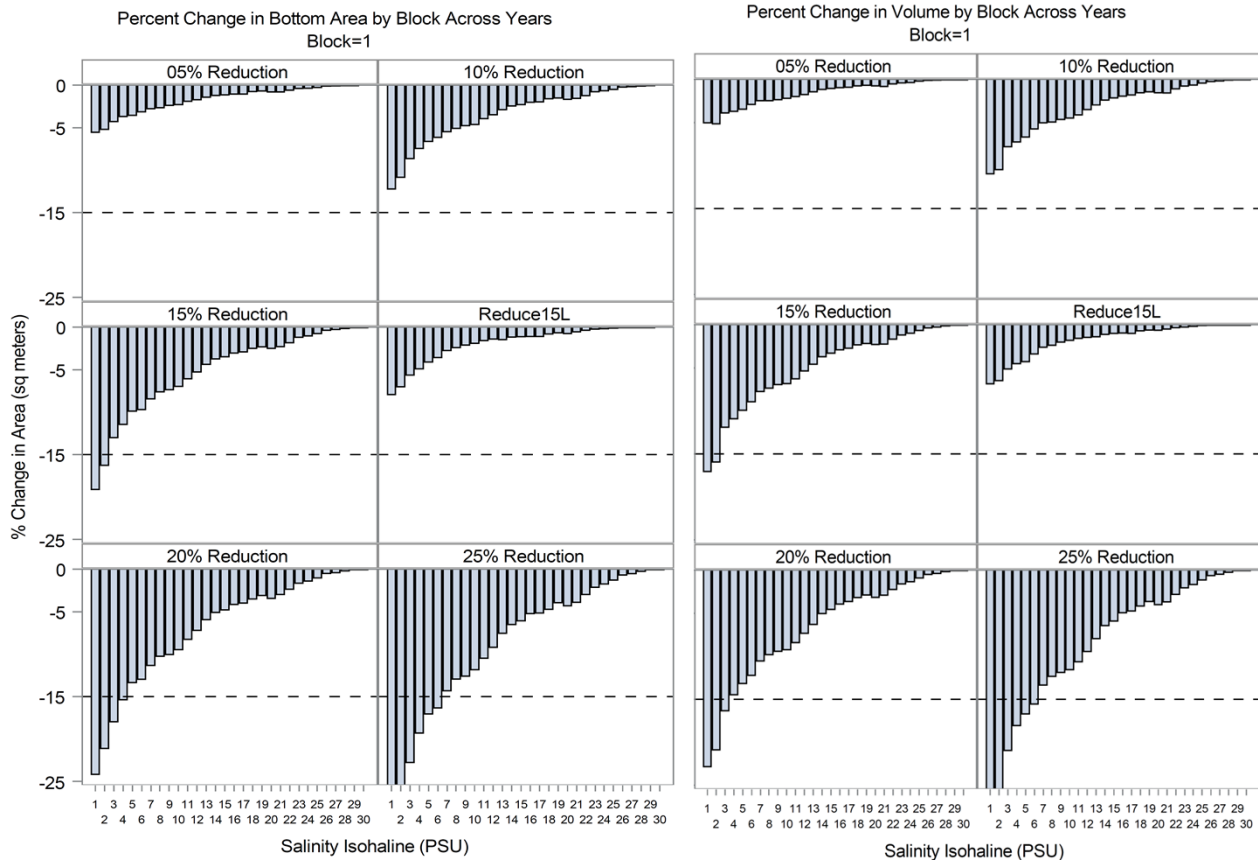 Percent Change in Bottom Area by Block Across Years
Block=1
% Change in Area (sq meters)
05% Reduction
10% Reduction
0
-5
-15
-25
15% Reduction
Reduce15L
0
-5
-15
-25
20% Reduction
25% Reduction
0
-5
-15
-25
1 3 5 7 9 11 13 15 17 19 21 23 25 27 29 1 3 5 7 9 11 13 15 17 19 21 23 25 27 29
2 4 6 8 10 12 14 16 18 20 22 24 26 28 30 2 4 6 8 10 12 14 16 18 20 22 24 26 28 30
Salinity Isohaline (PSU)
Percent Change in Volume by Block Across Years
Block=1
05% Reduction
10% Reduction
15% Reduction
Reduce15L
20% Reduction
25% Reduction
1 3 5 7 9 11 13 15 17 19 21 23 25 27 29 1 3 5 7 9 11 13 15 17 19 21 23 25 27 29
2 4 6 8 10 12 14 16 18 20 22 24 26 28 30 2 4 6 8 10 12 14 16 18 20 22 24 26 28 30
Salinity Isohaline (PSU)